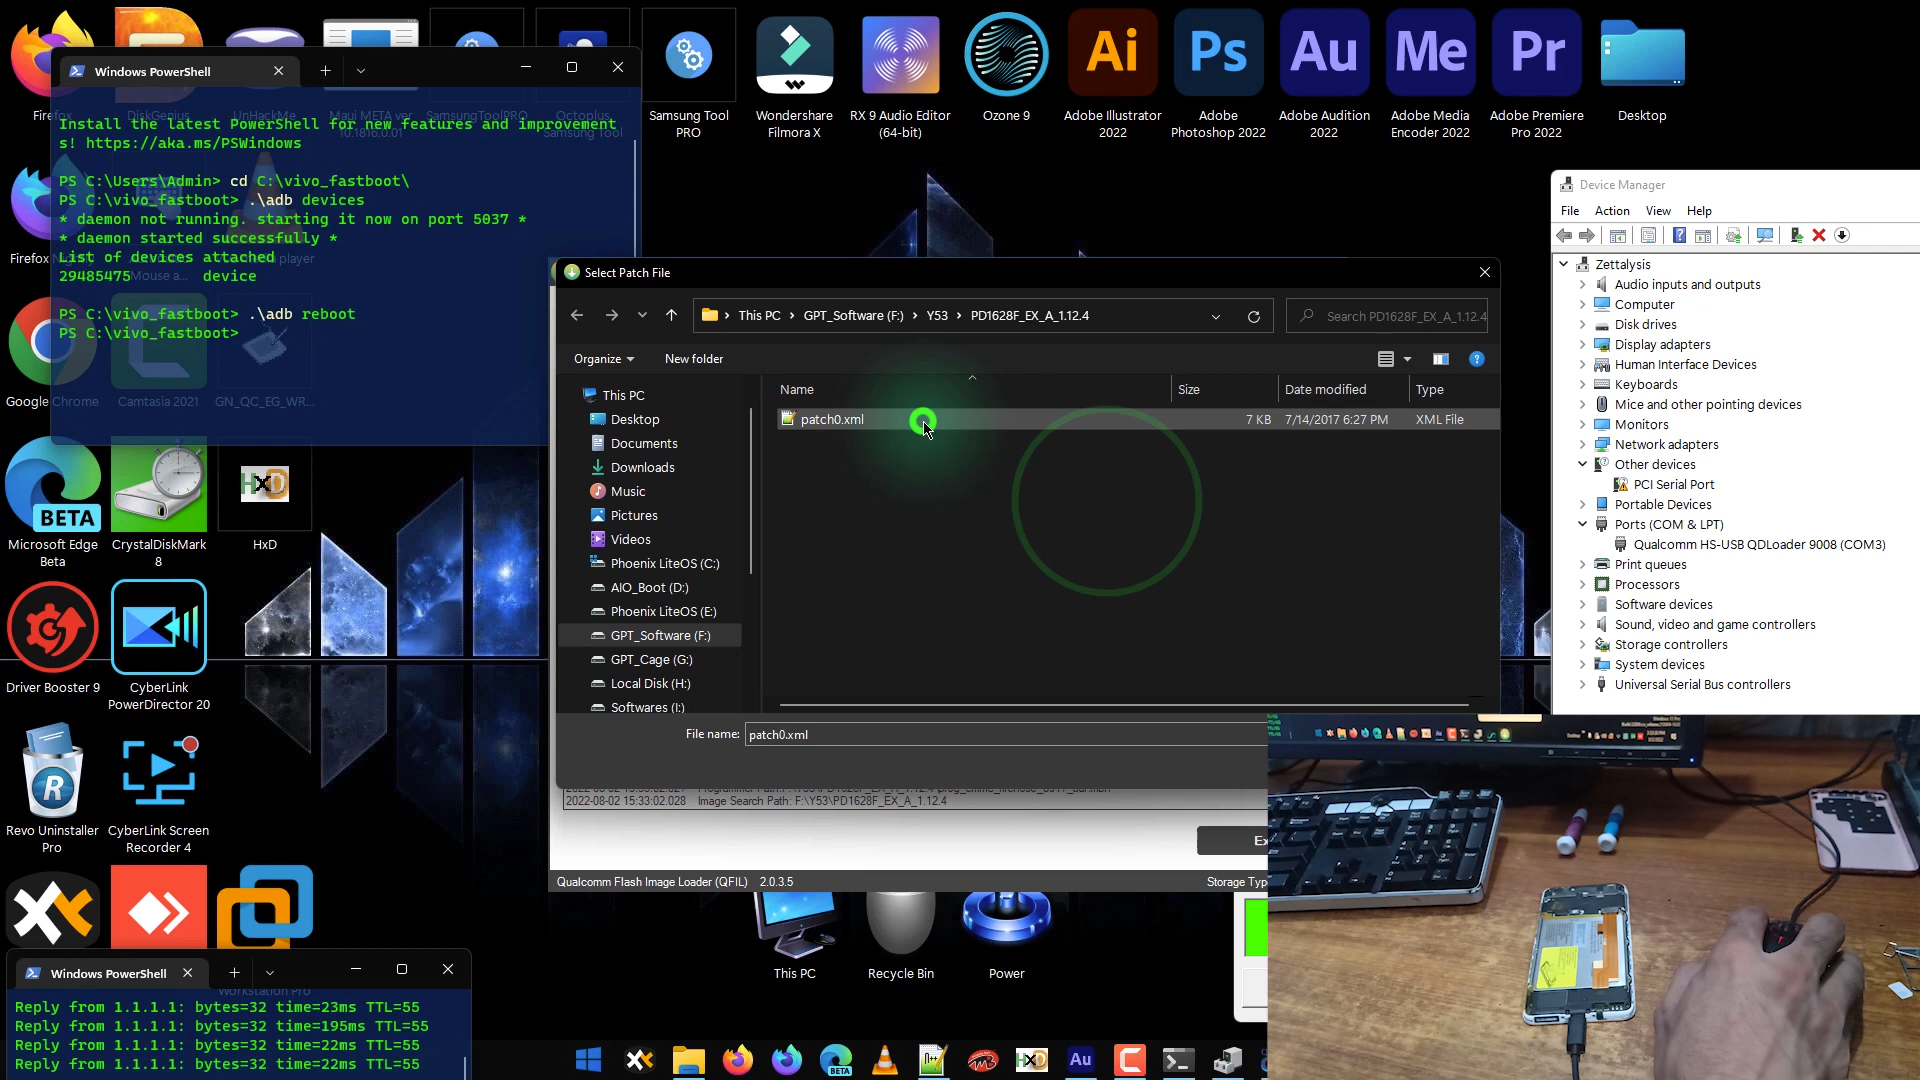 Windows PowerShell
Install the latest PowerShell for new features and improvement
s! https://aka.ms/PSWindows
PS C:\Users\Admin> cd C:\vivo_fastboot\
PS C:\vivo_fastboot> .\adb devices
* daemon not running. starting it now on port 5037 *
* daemon started successfully *
List of devices attached
29485475 device
PS C:\vivo_fastboot> .\adb reboot
PS C:\vivo_fastboot>
Samsung Tool
PRO
Wondershare
Filmora X
RX 9 Audio Editor
(64-bit)
Ozone 9
Ai
Adobe Illustrator
2022
Ps
Adobe
Photoshop 2022
Au
Adobe Audition
2022
Me
Adobe Media
Encoder 2022
Pr
Adobe Premiere
Pro 2022
Desktop
Firefox
Google Chrome
Camtasia 2021
GN_QC_EG_WR...
BETA
Microsoft Edge
Beta
CrystalDiskMark
8
HxD
HxD
Driver Booster 9
CyberLink
PowerDirector 20
R
Revo Uninstaller
Pro
CyberLink Screen
Recorder 4
Select Patch File
This PC
GPT_Software (F:)
Y53
PD1628F_EX_A_1.12.4
Search PD1628F_EX_A_1.12.4
Organize
New folder
Name
Size
Date modified
Type
patch0.xml
7 KB
7/14/2017 6:27 PM
XML File
This PC
Desktop
Documents
Downloads
Music
Pictures
Videos
Phoenix LiteOS (C:)
AIO_Boot (D:)
Phoenix LiteOS (E:)
GPT_Software (F:)
GPT_Cage (G:)
Local Disk (H:)
Softwares (I:)
File name: patch0.xml
2022-08-02 15:33:02.028 Image Search Path: F:\Y53\PD1628F_EX_A_1.12.4
Qualcomm Flash Image Loader (QFIL) 2.0.3.5
Storage Typ
Device Manager
File Action View Help
Zettalysis
Audio inputs and outputs
Computer
Disk drives
Display adapters
Human Interface Devices
Keyboards
Mice and other pointing devices
Monitors
Network adapters
Other devices
PCI Serial Port
Portable Devices
Ports (COM & LPT)
Qualcomm HS-USB QDLoader 9008 (COM3)
Print queues
Processors
Software devices
Sound, video and game controllers
Storage controllers
System devices
Universal Serial Bus controllers
This PC
Recycle Bin
Power
Windows PowerShell
Reply from 1.1.1.1: bytes=32 time=23ms TTL=55
Reply from 1.1.1.1: bytes=32 time=195ms TTL=55
Reply from 1.1.1.1: bytes=32 time=22ms TTL=55
Reply from 1.1.1.1: bytes=32 time=22ms TTL=55
BETA
HxD
Au